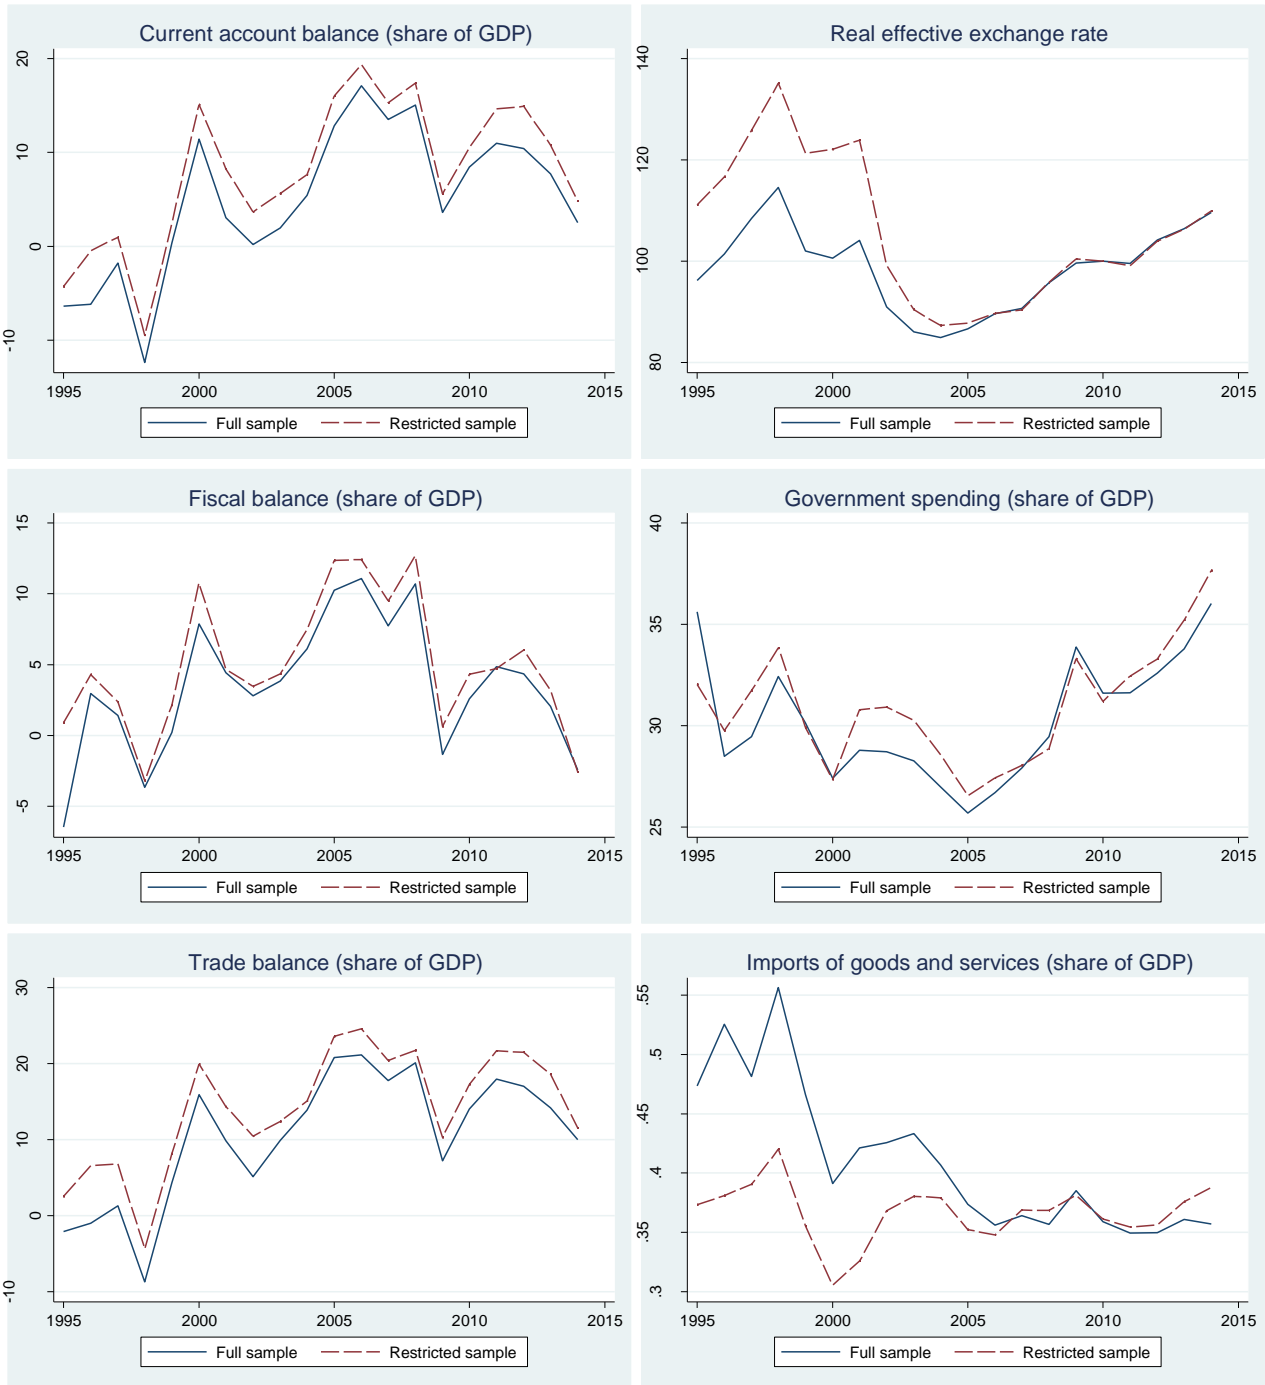 Current account balance (share of GDP)
20
10
0
-10
1995 2000 2005 2010 2015
Full sample Restricted sample
Real effective exchange rate
140
120
100
80
1995 2000 2005 2010 2015
Full sample Restricted sample
Fiscal balance (share of GDP)
15
10
5
0
-5
1995 2000 2005 2010 2015
Full sample Restricted sample
Government spending (share of GDP)
40
35
30
25
1995 2000 2005 2010 2015
Full sample Restricted sample
Trade balance (share of GDP)
30
20
10
0
-10
1995 2000 2005 2010 2015
Full sample Restricted sample
Imports of goods and services (share of GDP)
.55
.5
.45
.4
.35
.3
1995 2000 2005 2010 2015
Full sample Restricted sample